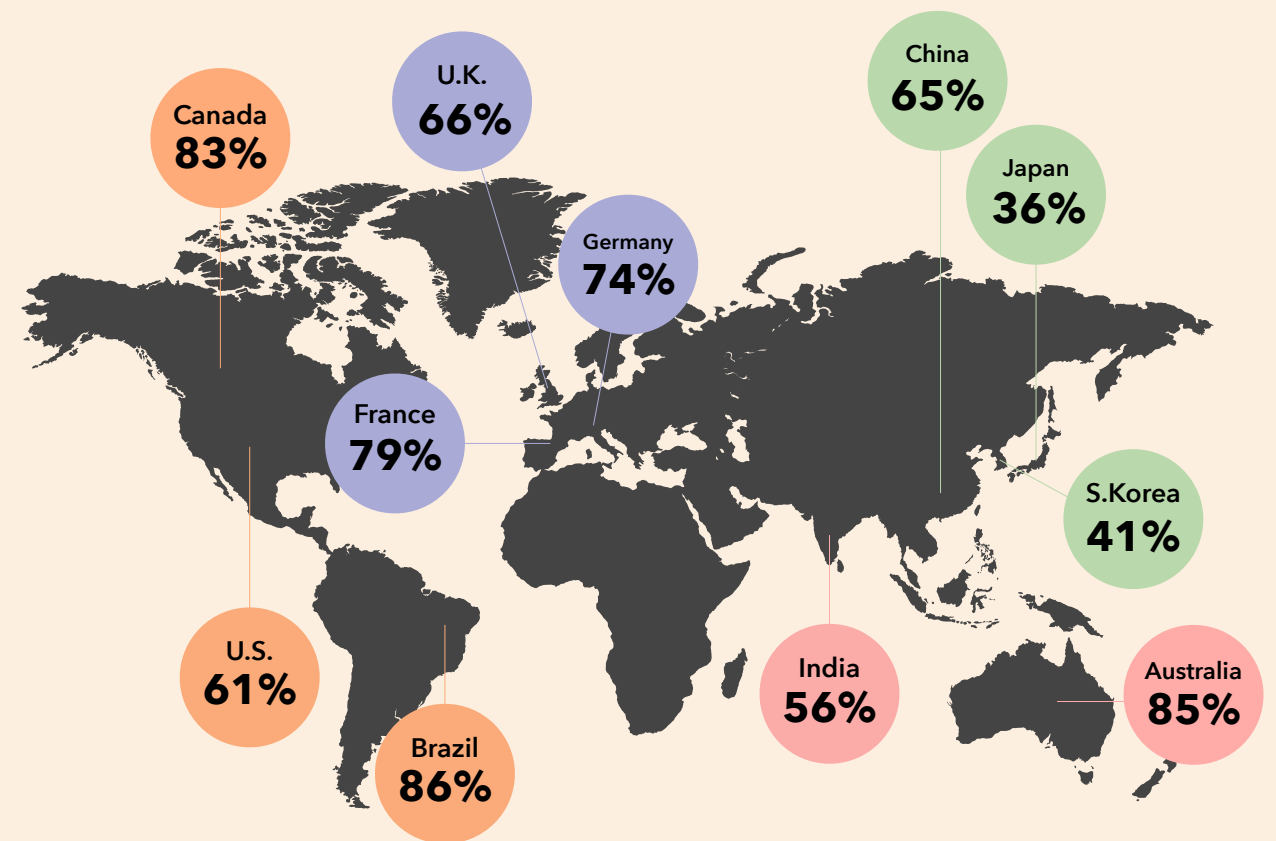 China
65%
U.K.
66%
Canada
83%
Japan
36%
Germany
74%
France
79%
S.Korea
41%
U.S.
61%
India
56%
Australia
85%
Brazil
86%